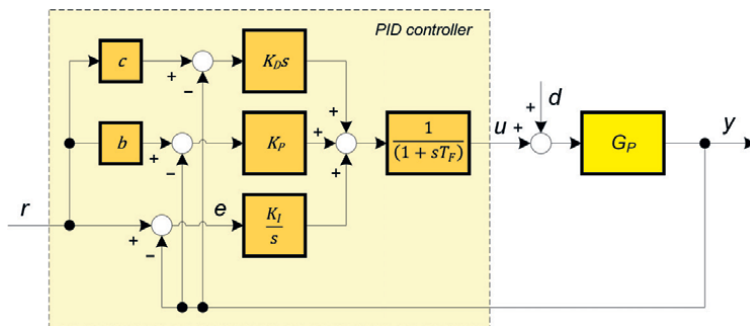 PID controller
c
+
−
K_D s
d
+
b
+
−
K_P
+
+
+
1
(1 + sT_F)
u
+
G_P
y
r
+
−
e
K_I
s